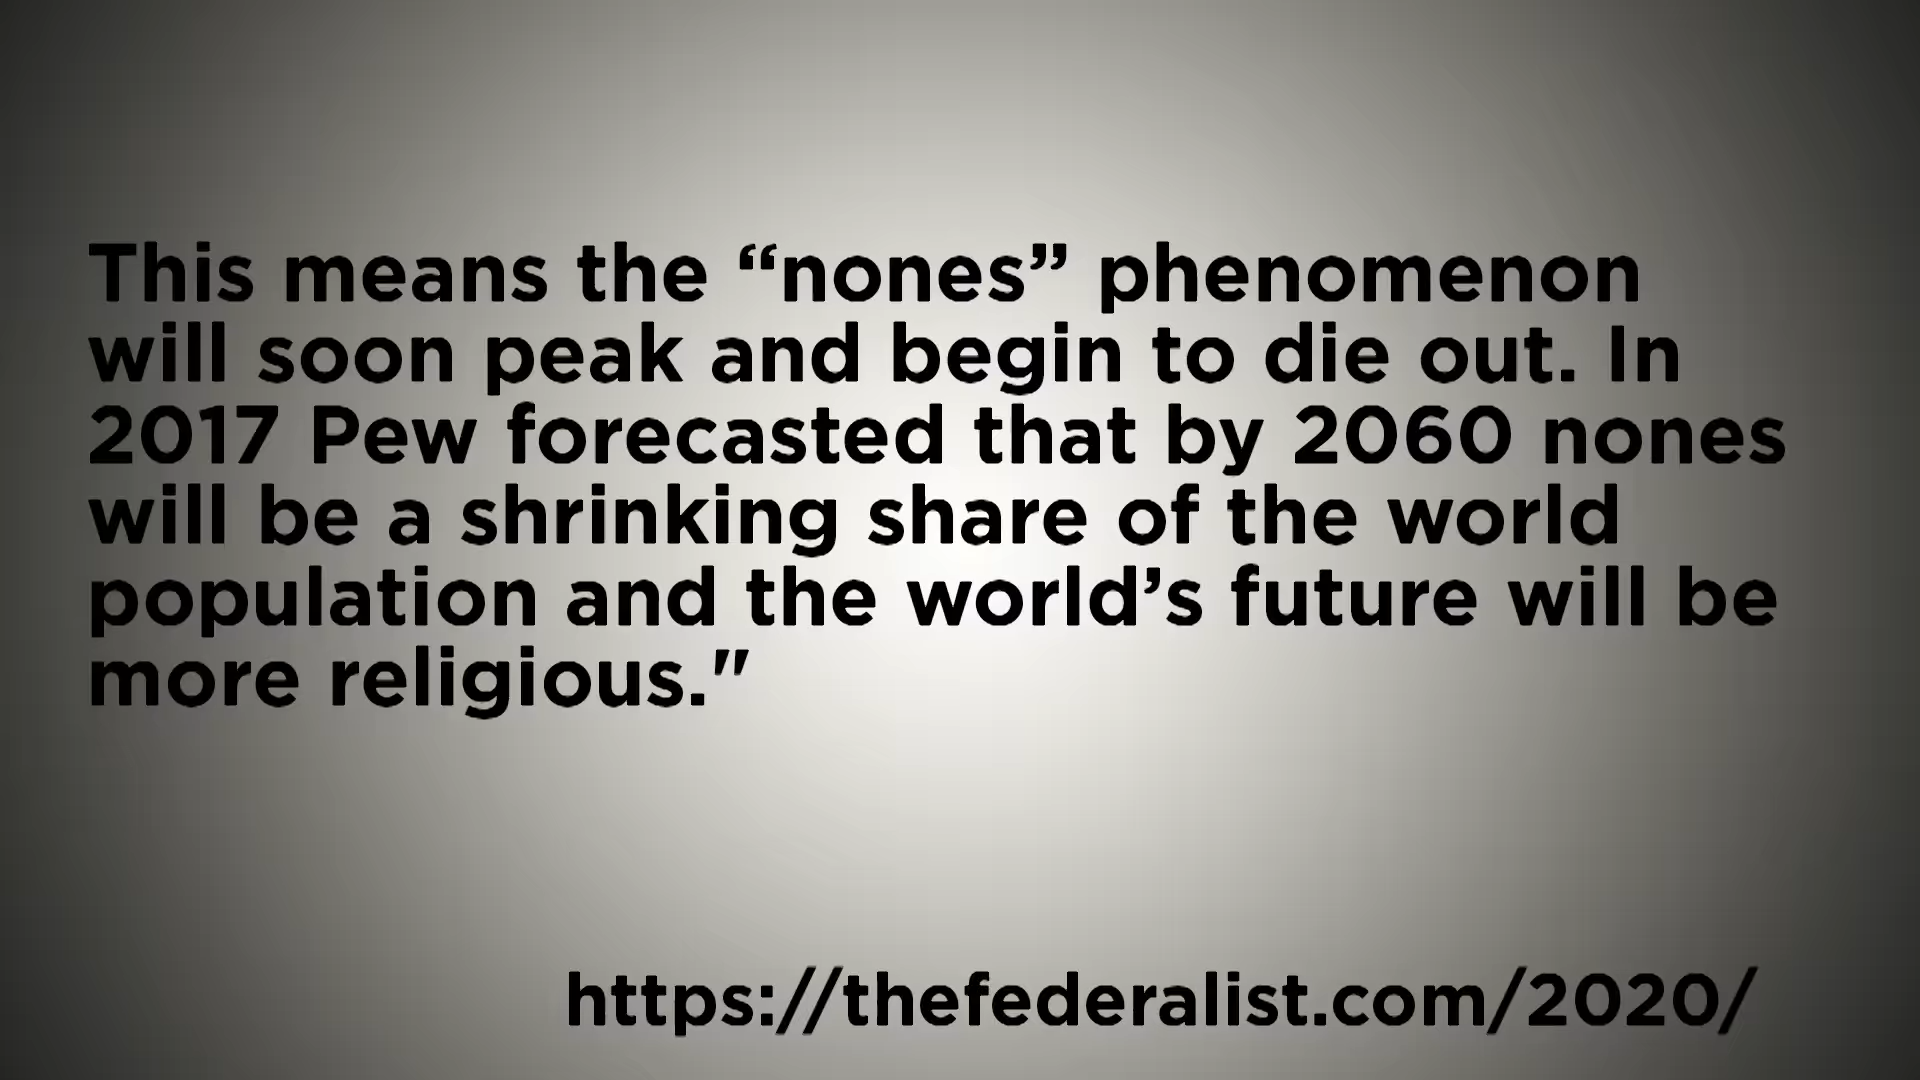 This means the “nones” phenomenon
will soon peak and begin to die out. In
2017 Pew forecasted that by 2060 nones
will be a shrinking share of the world
population and the world’s future will be
more religious."
https://thefederalist.com/2020/